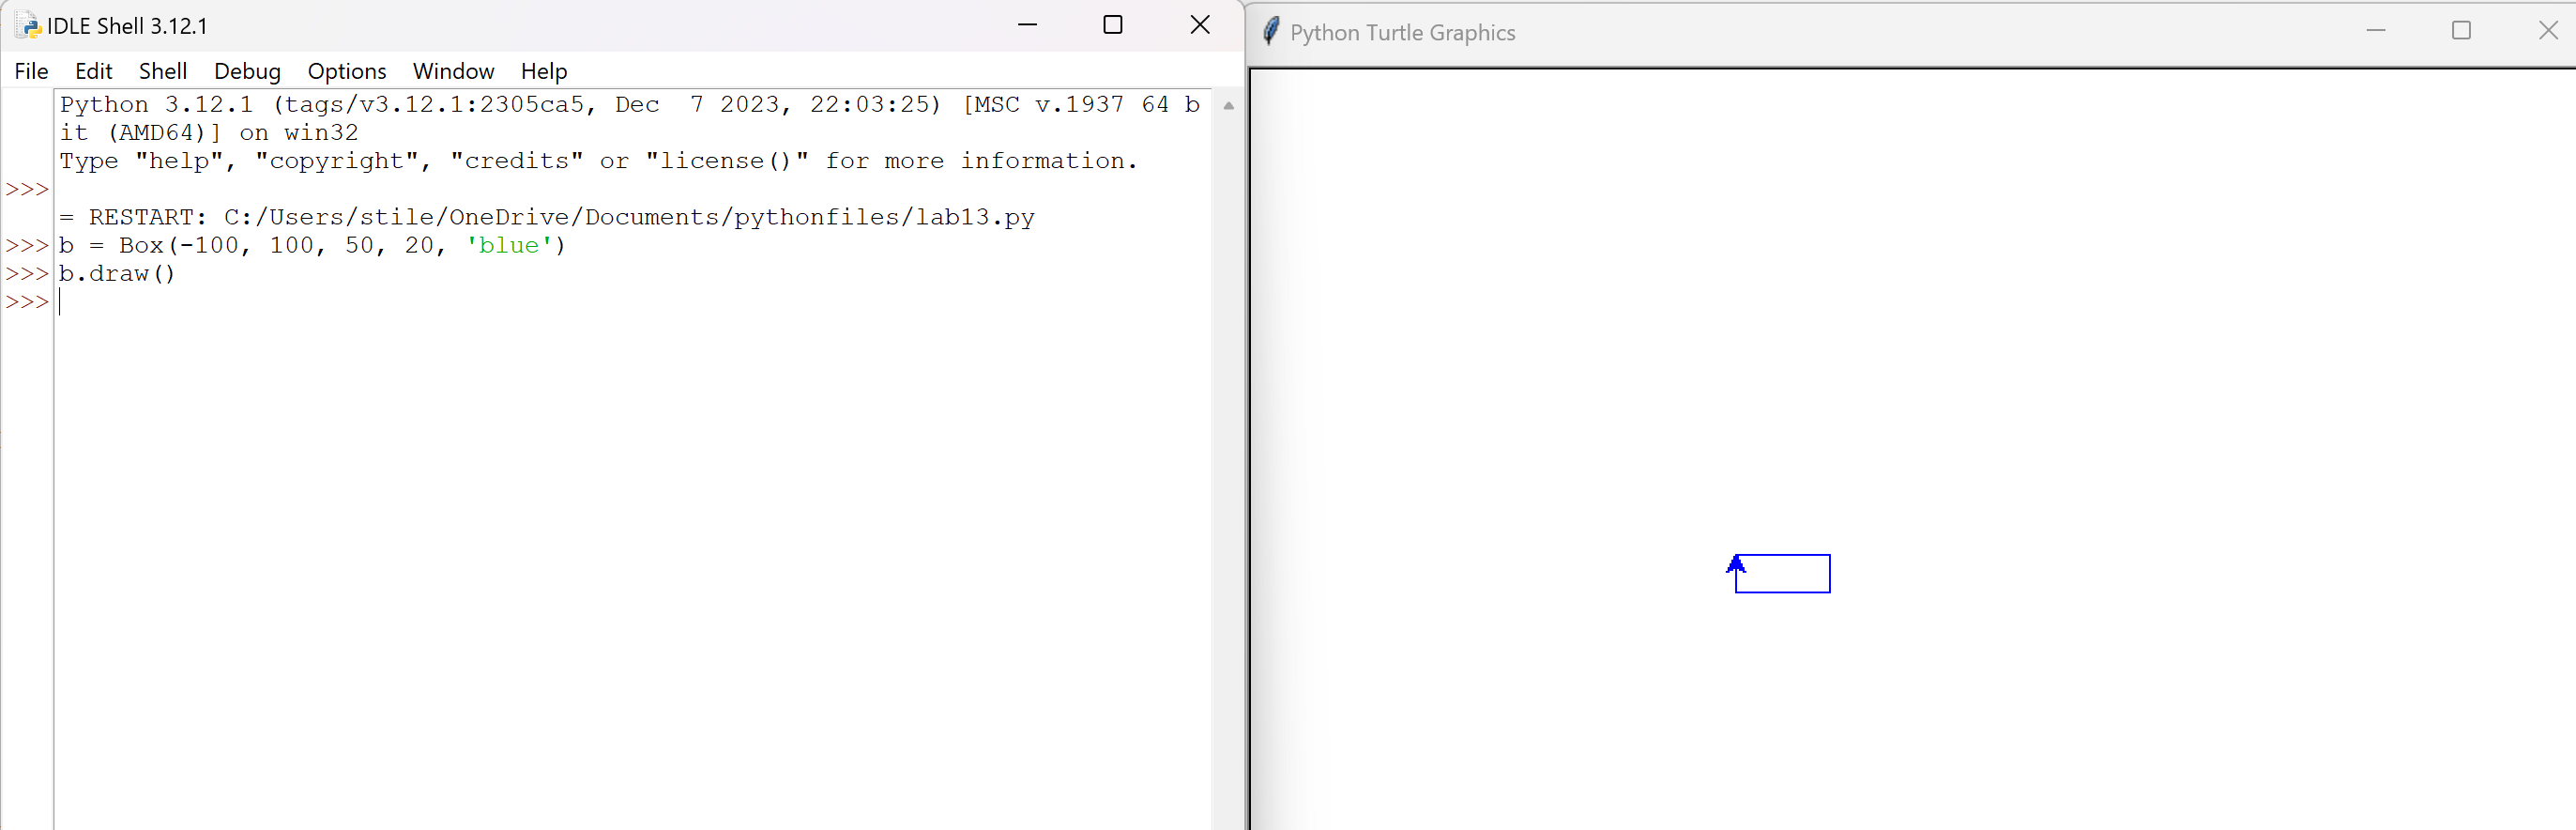 IDLE Shell 3.12.1
File Edit Shell Debug Options Window Help
Python 3.12.1 (tags/v3.12.1:2305ca5, Dec  7 2023, 22:03:25) [MSC v.1937 64 b
it (AMD64)] on win32
Type "help", "copyright", "credits" or "license()" for more information.
>>>
= RESTART: C:/Users/stile/OneDrive/Documents/pythonfiles/lab13.py
>>> b = Box(-100, 100, 50, 20, 'blue')
>>> b.draw()
>>>
Python Turtle Graphics